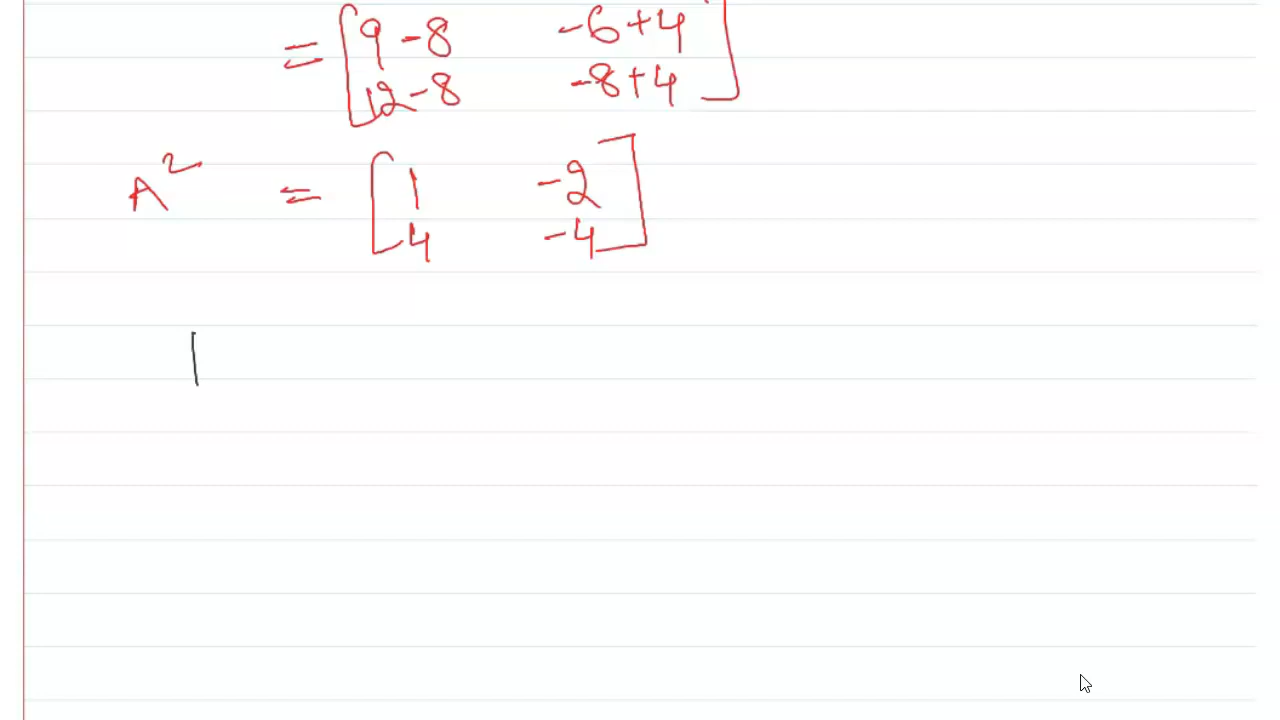 = [9-8 -6+4
12-8 -8+4]
A² = [1 -2
4 -4]
|